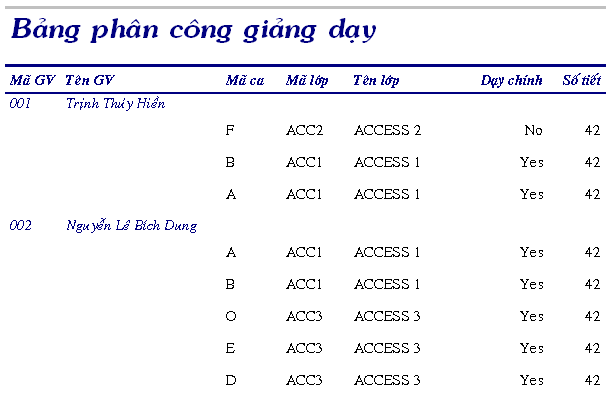 Bảng phân công giảng dạy
Mã GV Tên GV Mã ca Mã lớp Tên lớp Dạy chính Số tiết
001 Trịnh Thúy Hiền
F ACC2 ACCESS 2 No 42
B ACC1 ACCESS 1 Yes 42
A ACC1 ACCESS 1 Yes 42
002 Nguyễn Lê Bích Dung
A ACC1 ACCESS 1 Yes 42
B ACC1 ACCESS 1 Yes 42
O ACC3 ACCESS 3 Yes 42
E ACC3 ACCESS 3 Yes 42
D ACC3 ACCESS 3 Yes 42